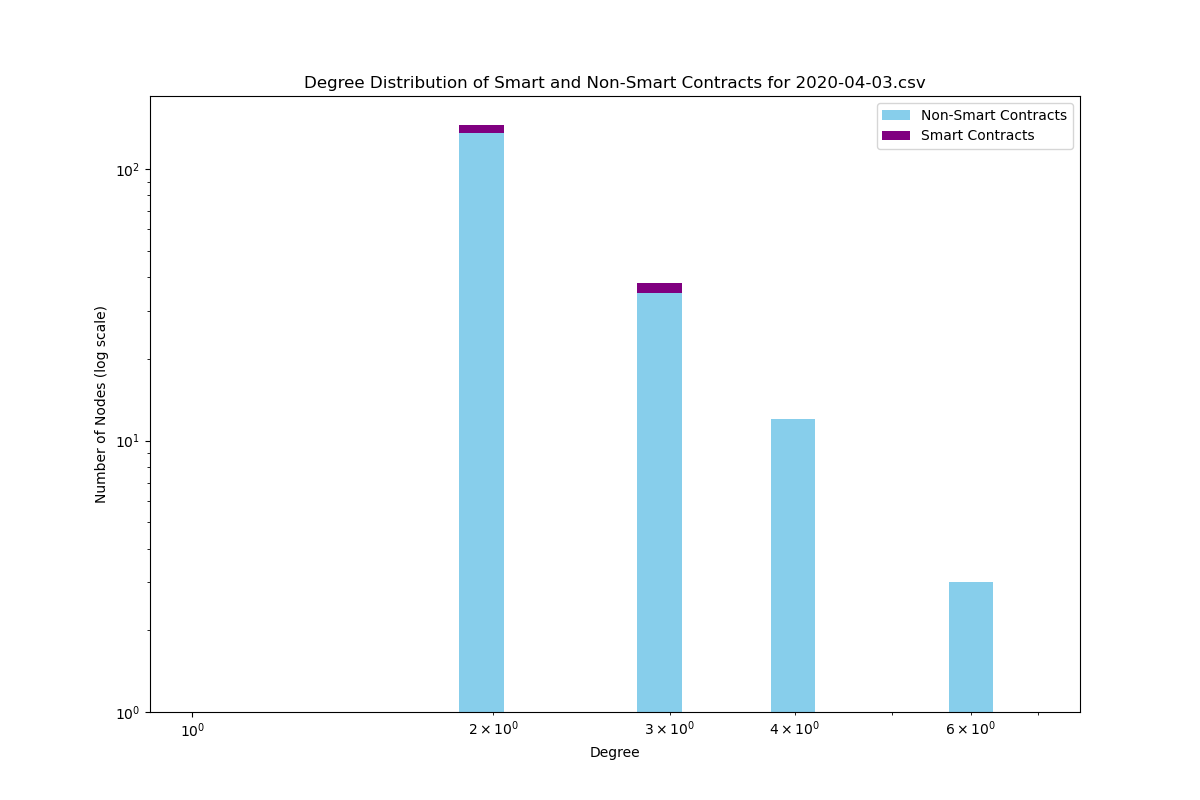 Degree Distribution of Smart and Non-Smart Contracts for 2020-04-03.csv
Non-Smart Contracts
Smart Contracts
Number of Nodes (log scale)
10²
10¹
10⁰
10⁰
2 × 10⁰
3 × 10⁰
4 × 10⁰
6 × 10⁰
Degree